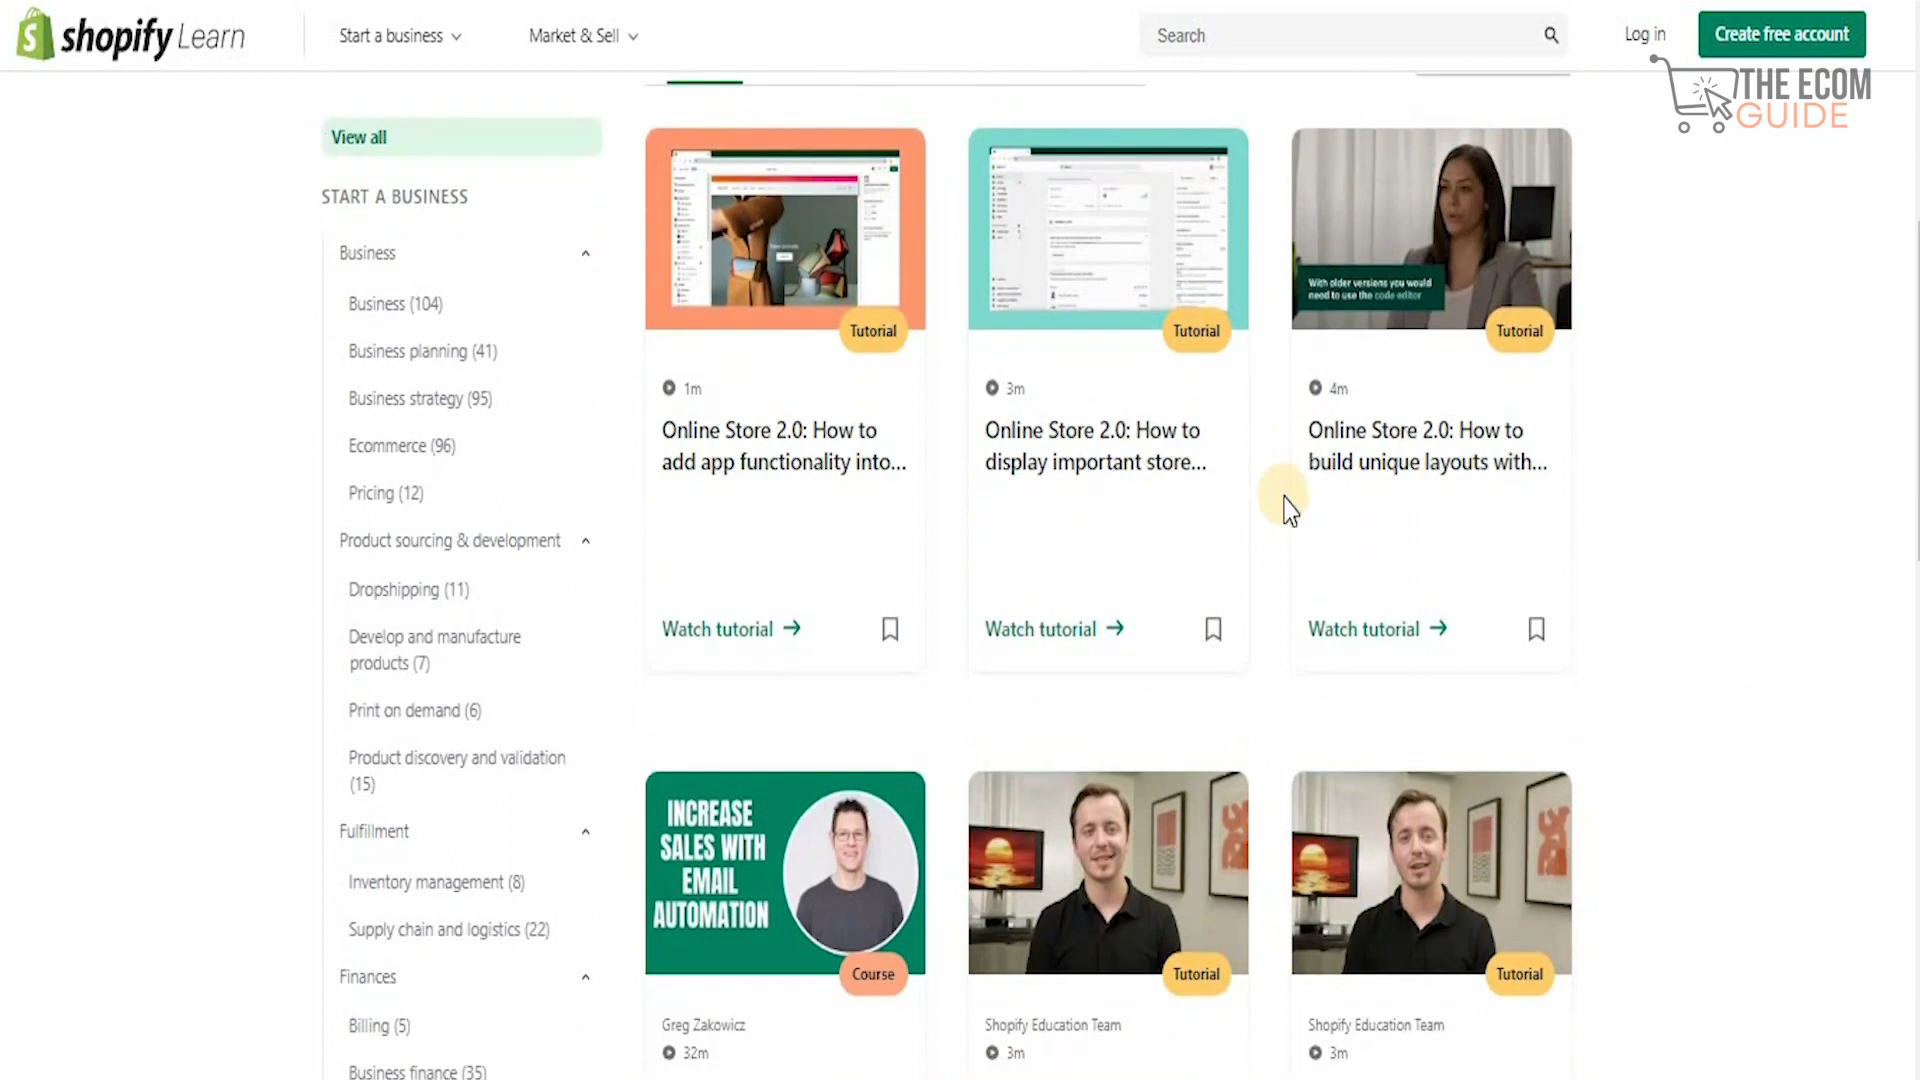 shopify Learn
Start a business
Market & Sell
Search
Log in
Create free account
THE ECOM
GUIDE
View all
START A BUSINESS
Business
Business (104)
Business planning (41)
Business strategy (95)
Ecommerce (96)
Pricing (12)
Product sourcing & development
Dropshipping (11)
Develop and manufacture
products (7)
Print on demand (6)
Product discovery and validation
(15)
Fulfillment
Inventory management (8)
Supply chain and logistics (22)
Finances
Billing (5)
Business finance (35)
Tutorial
1m
Online Store 2.0: How to
add app functionality into...
Watch tutorial
Tutorial
3m
Online Store 2.0: How to
display important store...
Watch tutorial
With older versions you would
need to use the code editor
Tutorial
4m
Online Store 2.0: How to
build unique layouts with...
Watch tutorial
INCREASE
SALES WITH
EMAIL
AUTOMATION
Course
Greg Zakowicz
32m
Tutorial
Shopify Education Team
3m
Tutorial
Shopify Education Team
3m